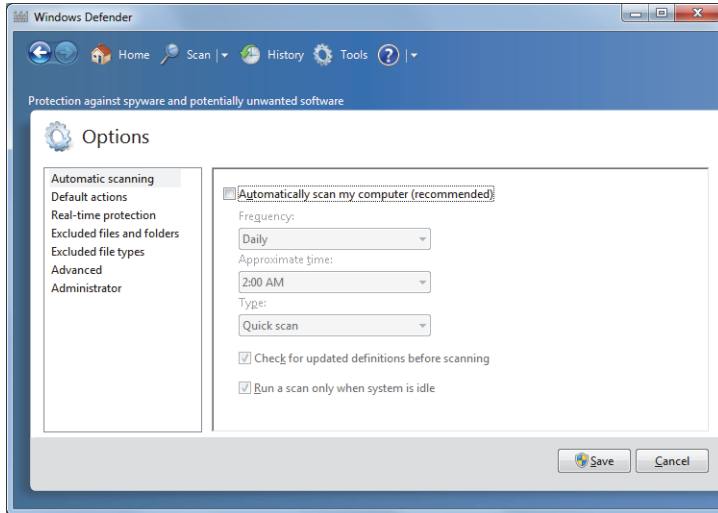 Windows Defender
Home Scan History Tools ?
Protection against spyware and potentially unwanted software
Options
Automatic scanning
Default actions
Real-time protection
Excluded files and folders
Excluded file types
Advanced
Administrator
Automatically scan my computer (recommended)
Frequency:
Daily
Approximate time:
2:00 AM
Type:
Quick scan
Check for updated definitions before scanning
Run a scan only when system is idle
Save Cancel